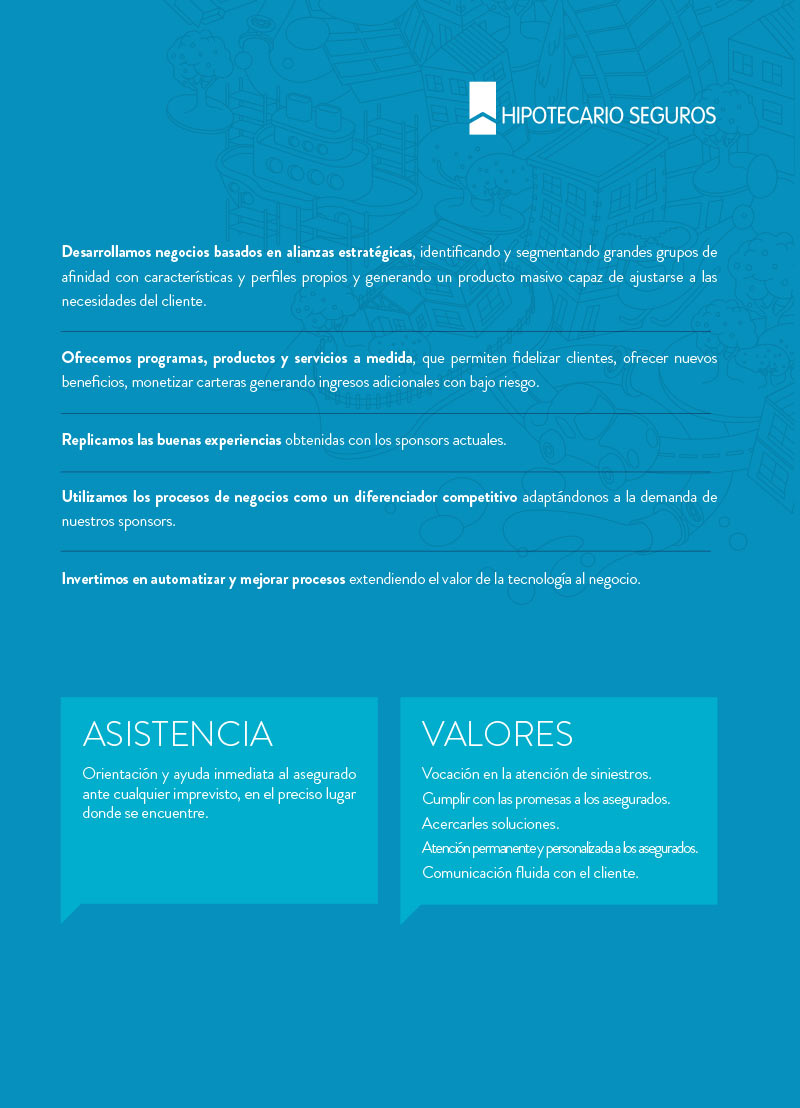 HIPOTECARIO SEGUROS
Desarrollamos negocios basados en alianzas estratégicas, identificando y segmentando grandes grupos de
afinidad con características y perfiles propios y generando un producto masivo capaz de ajustarse a las
necesidades del cliente.
Ofrecemos programas, productos y servicios a medida, que permiten fidelizar clientes, ofrecer nuevos
beneficios, monetizar carteras generando ingresos adicionales con bajo riesgo.
Replicamos las buenas experiencias obtenidas con los sponsors actuales.
Utilizamos los procesos de negocios como un diferenciador competitivo adaptándonos a la demanda de
nuestros sponsors.
Invertimos en automatizar y mejorar procesos extendiendo el valor de la tecnología al negocio.
ASISTENCIA
Orientación y ayuda inmediata al asegurado
ante cualquier imprevisto, en el preciso lugar
donde se encuentre.
VALORES
Vocación en la atención de siniestros.
Cumplir con las promesas a los asegurados.
Acercarles soluciones.
Atención permanente y personalizada a los asegurados.
Comunicación fluida con el cliente.